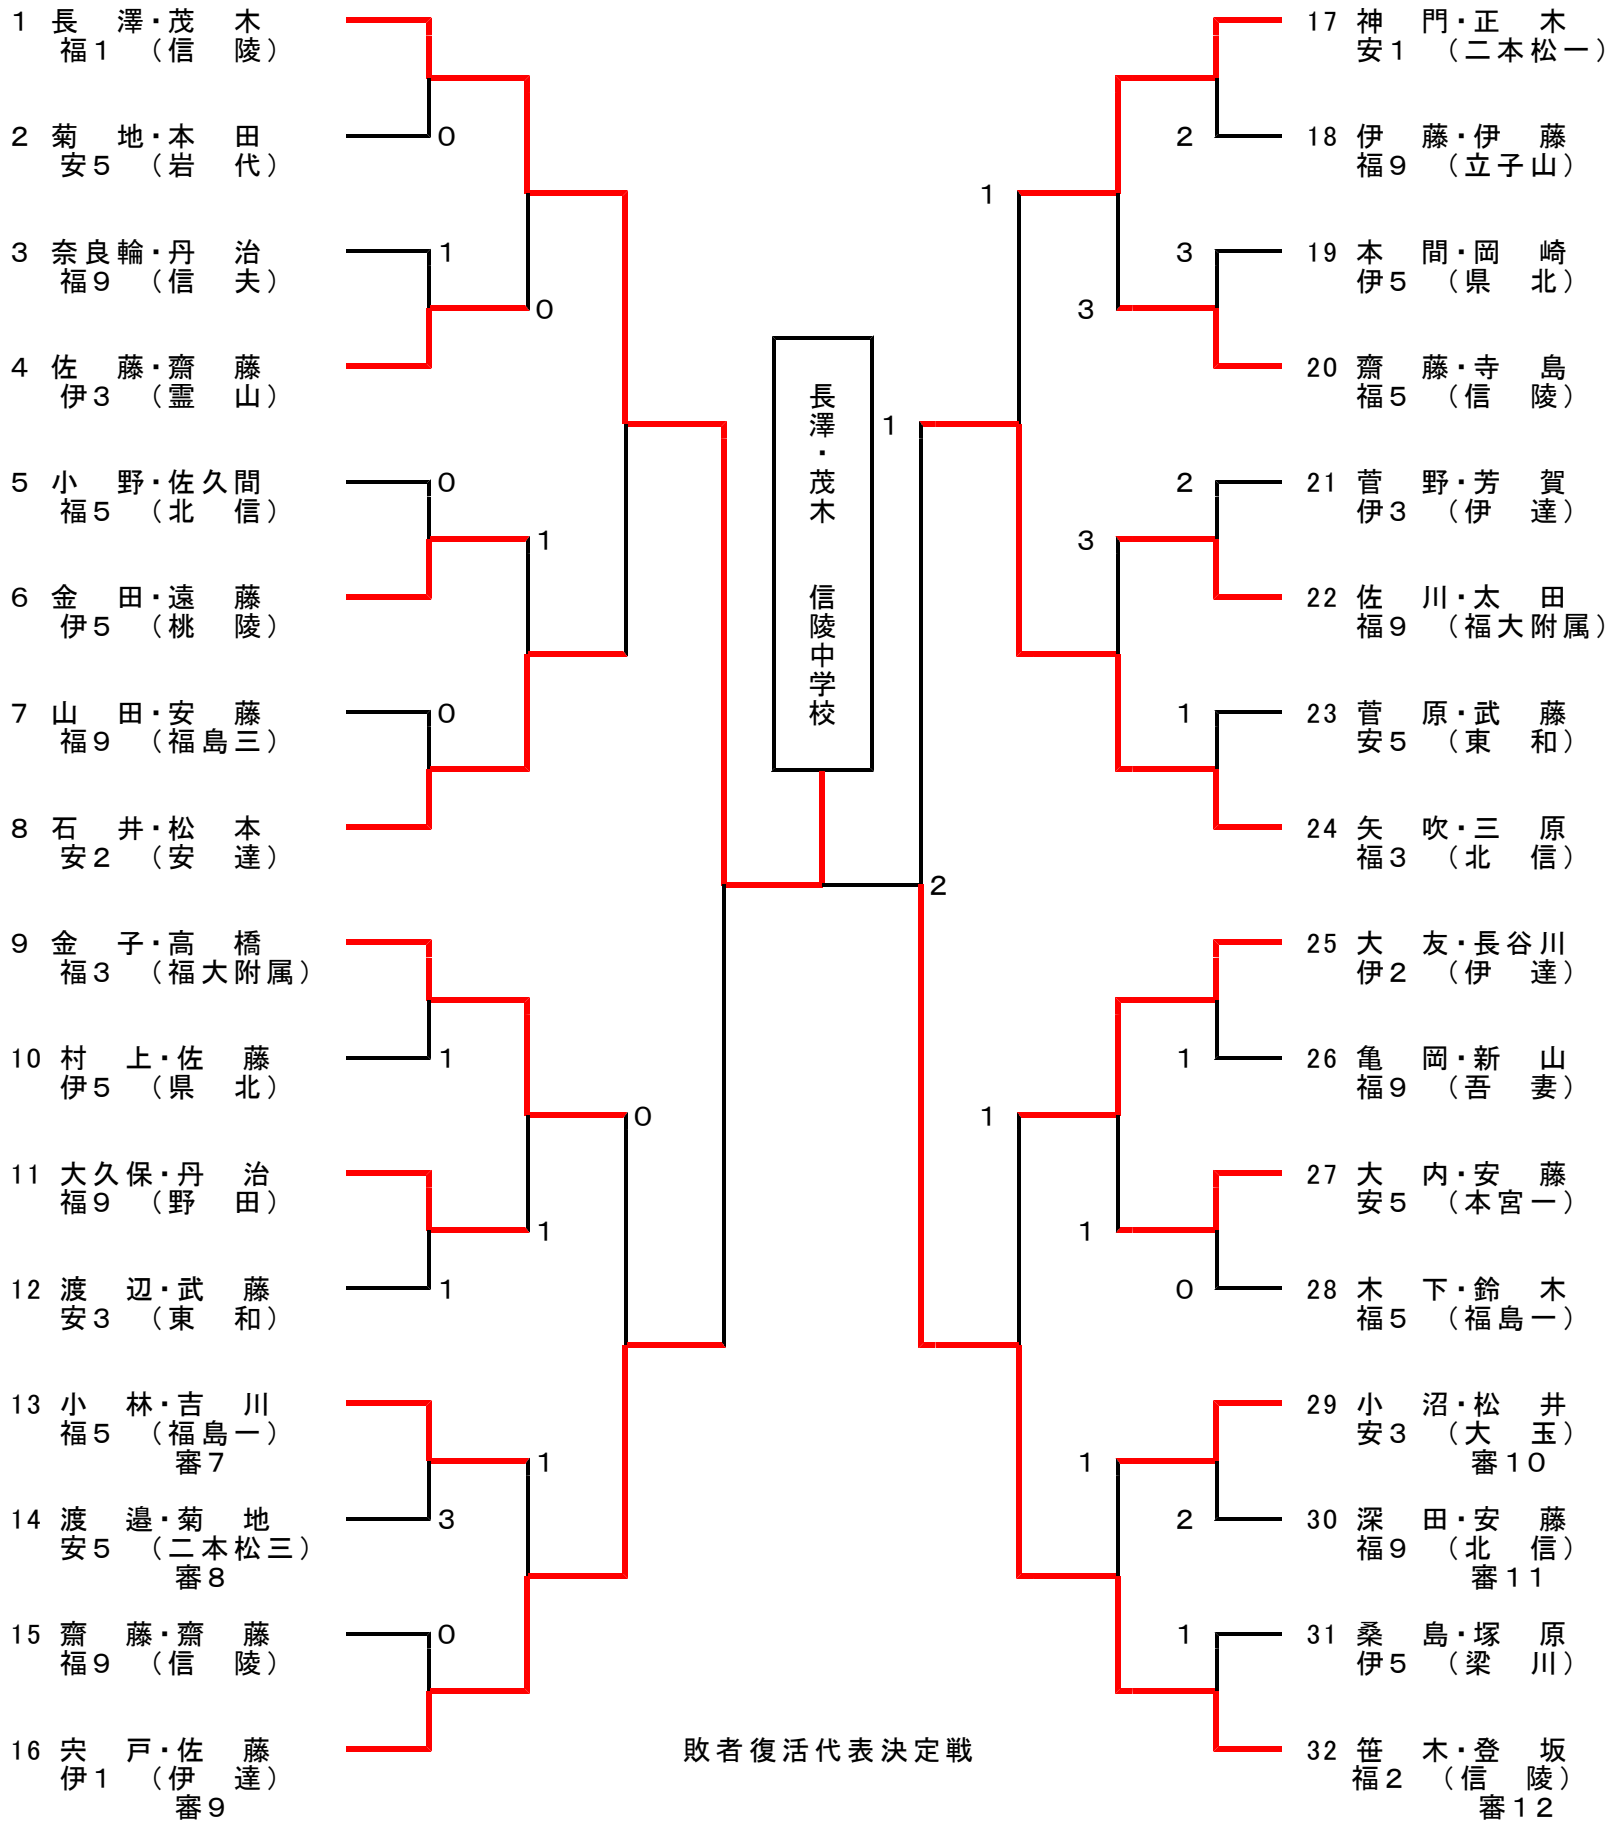 1 長澤・茂木
福1 （信陵）
0
2 菊地・本田
安5 （岩代）
3 奈良輪・丹治
福9 （信夫）
1
0
4 佐藤・齋藤
伊3 （霊山）
5 小野・佐久間
福5 （北信）
0
1
6 金田・遠藤
伊5 （桃陵）
7 山田・安藤
福9 （福島三）
0
8 石井・松本
安2 （安達）
9 金子・高橋
福3 （福大附属）
10 村上・佐藤
伊5 （県北）
1
0
11 大久保・丹治
福9 （野田）
1
12 渡辺・武藤
安3 （東和）
1
13 小林・吉川
福5 （福島一）
審7
1
14 渡邉・菊地
安5 （二本松三）
審8
3
15 齋藤・齋藤
福9 （信陵）
0
16 宍戸・佐藤
伊1 （伊達）
審9
長澤・茂木 信陵中学校
1
2
敗者復活代表決定戦
17 神門・正木
安1 （二本松一）
2
18 伊藤・伊藤
福9 （立子山）
1
3
19 本間・岡崎
伊5 （県北）
3
20 齋藤・寺島
福5 （信陵）
2
21 菅野・芳賀
伊3 （伊達）
3
22 佐川・太田
福9 （福大附属）
1
23 菅原・武藤
安5 （東和）
24 矢吹・三原
福3 （北信）
25 大友・長谷川
伊2 （伊達）
1
26 亀岡・新山
福9 （吾妻）
1
27 大内・安藤
安5 （本宮一）
1
0
28 木下・鈴木
福5 （福島一）
29 小沼・松井
安3 （大玉）
審10
1
2
30 深田・安藤
福9 （北信）
審11
1
31 桑島・塚原
伊5 （梁川）
32 笹木・登坂
福2 （信陵）
審12